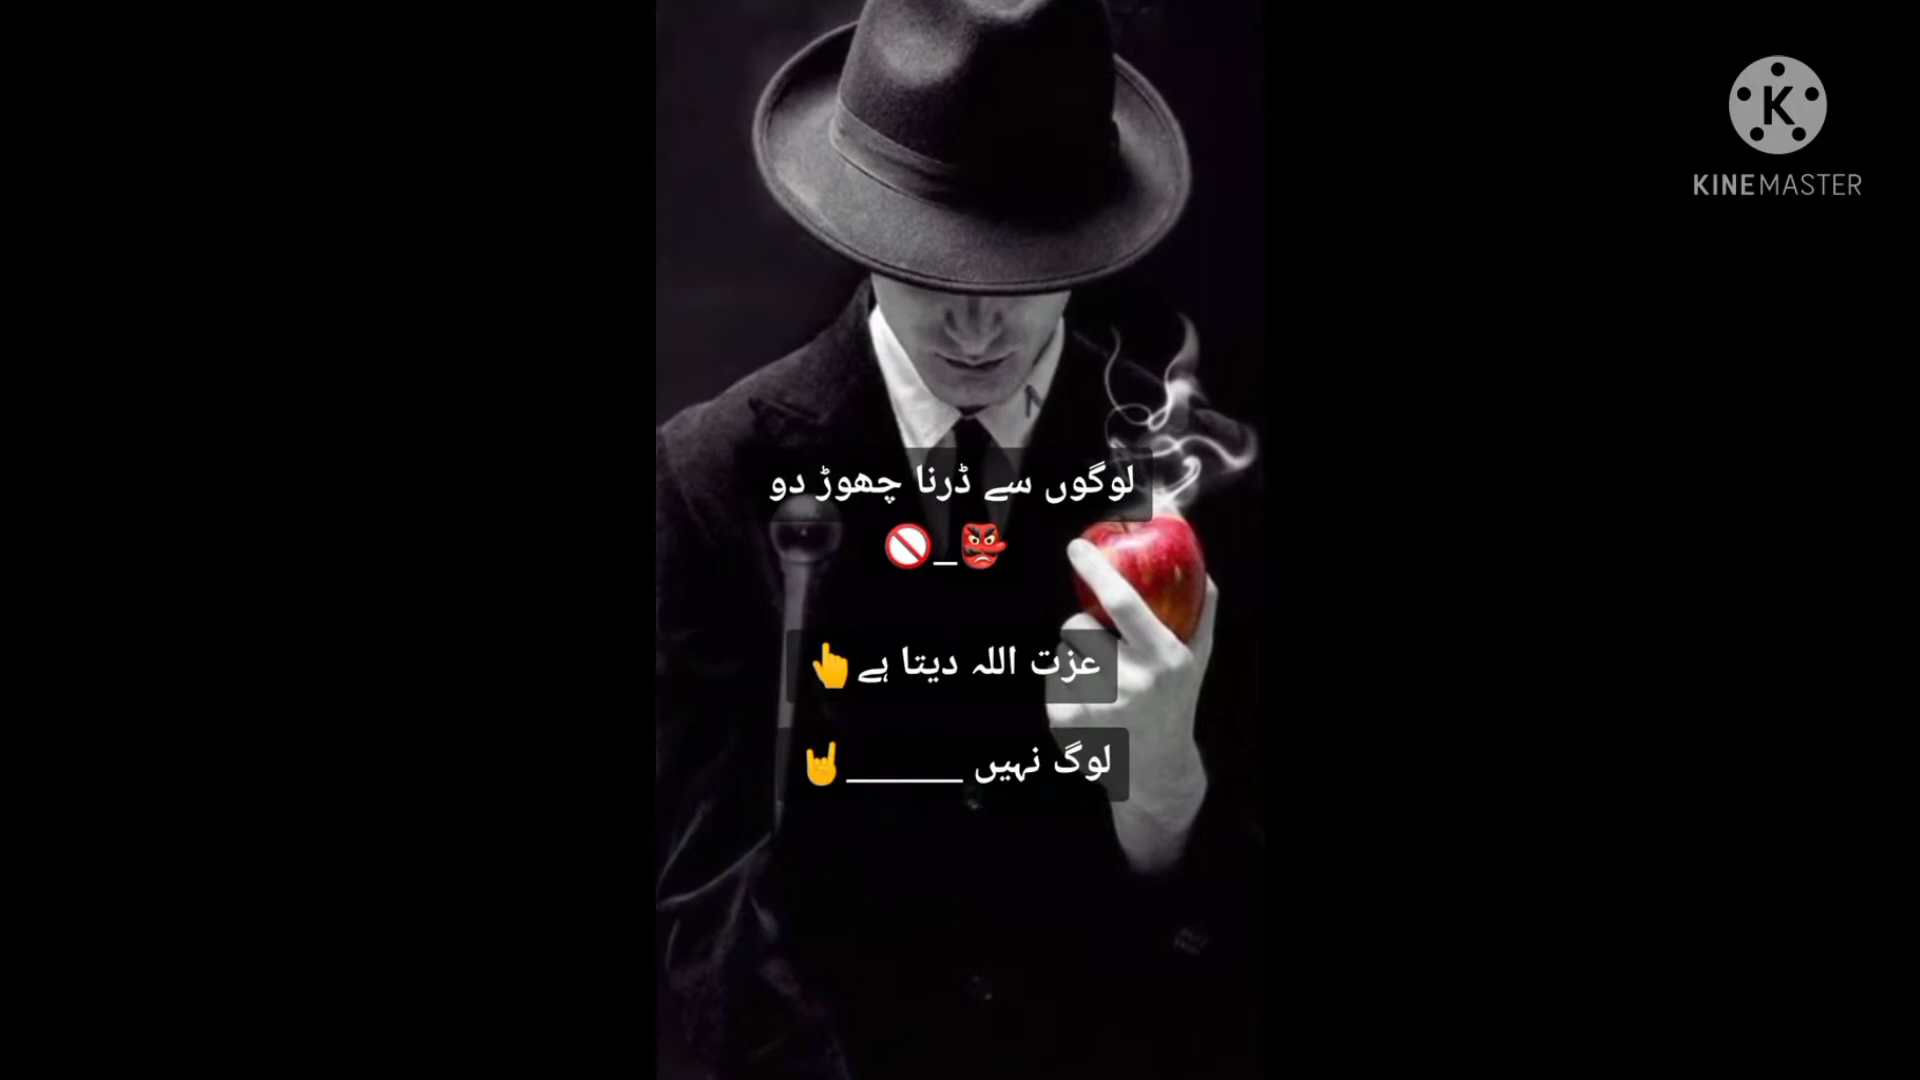 لوگوں سے ڈرنا چھوڑ دو
👺_🚫
عزت اللہ دیتا ہے👆
لوگ نہیں ______🤘
K
KINEMASTER